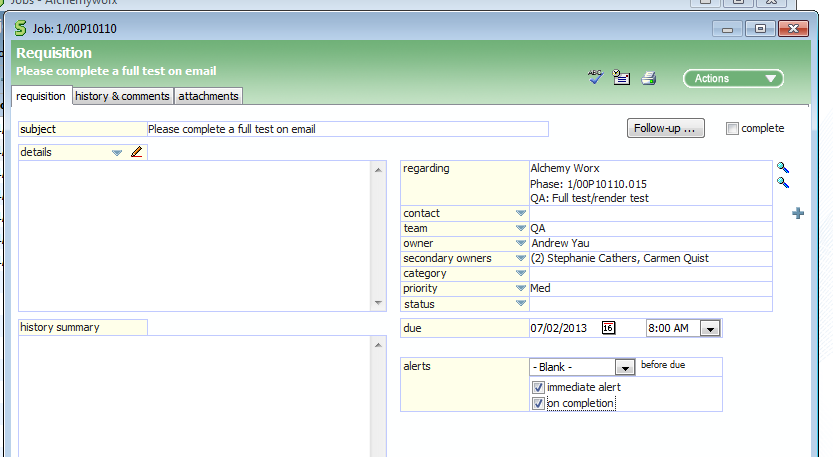 Jobs - Alchemyworx
Job: 1/00P10110
Requisition
Please complete a full test on email
ABC
Actions
requisition
history & comments
attachments
subject
Please complete a full test on email
Follow-up ...
complete
details
regarding
Alchemy Worx
Phase: 1/00P10110.015
QA: Full test/render test
contact
team
QA
owner
Andrew Yau
secondary owners
(2) Stephanie Cathers, Carmen Quist
category
priority
Med
status
history summary
due
07/02/2013
16
8:00 AM
alerts
- Blank -
before due
immediate alert
on completion